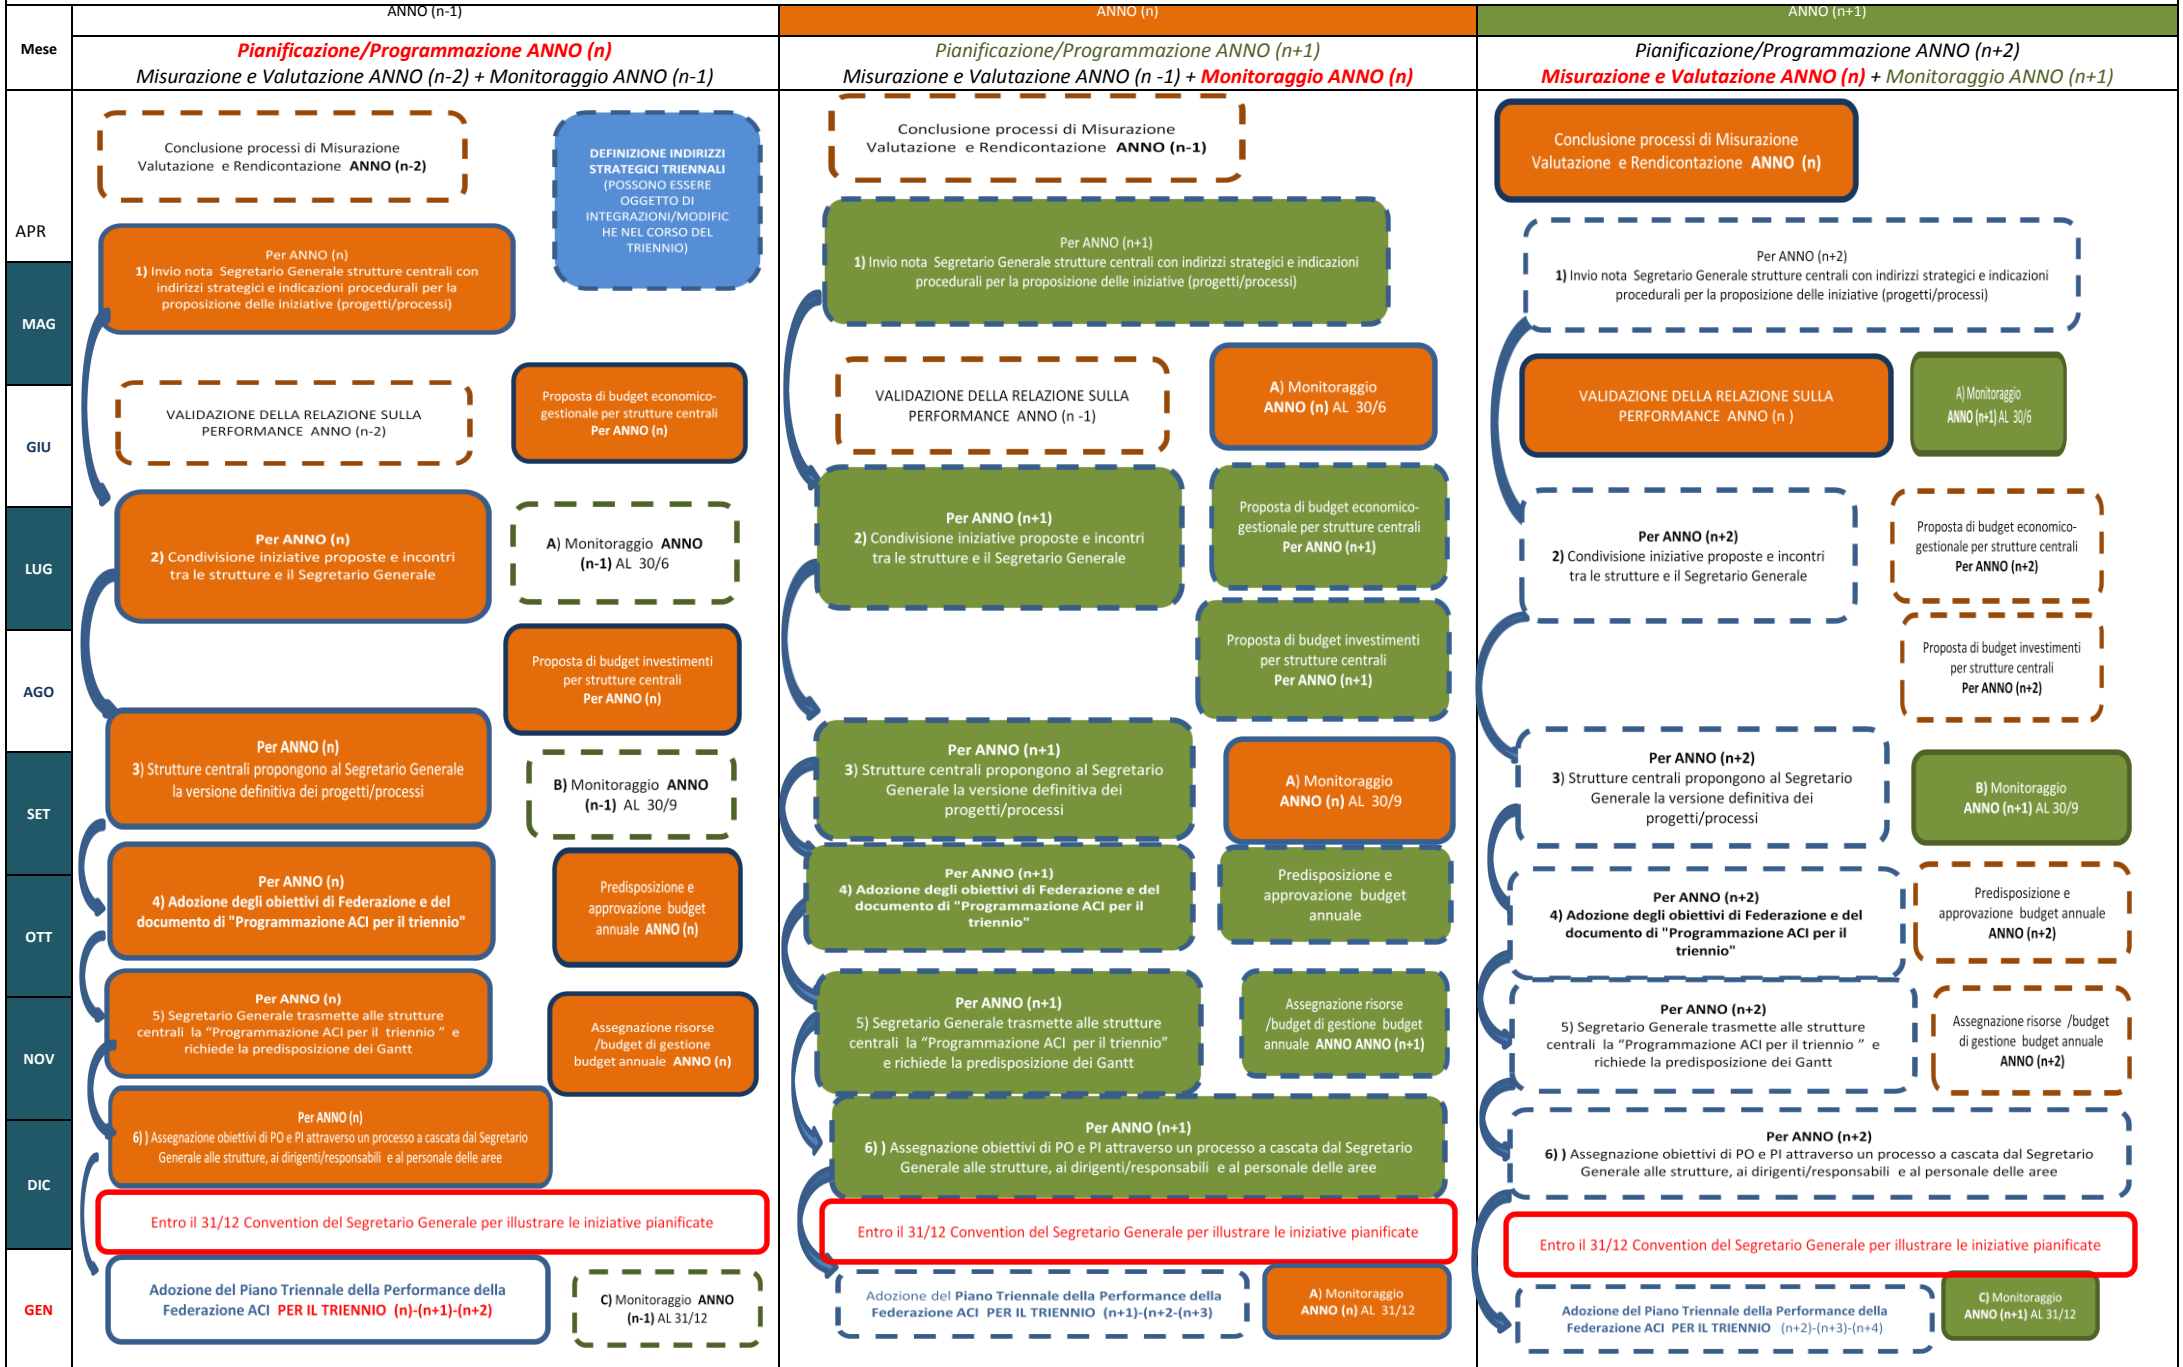 ANNO (n-1)
ANNO (n)
ANNO (n+1)
Mese
Pianificazione/Programmazione ANNO (n)
Misurazione e Valutazione ANNO (n-2) + Monitoraggio ANNO (n-1)
Pianificazione/Programmazione ANNO (n+1)
Misurazione e Valutazione ANNO (n -1) + Monitoraggio ANNO (n)
Pianificazione/Programmazione ANNO (n+2)
Misurazione e Valutazione ANNO (n) + Monitoraggio ANNO (n+1)
APR
MAG
GIU
LUG
AGO
SET
OTT
NOV
DIC
GEN
Conclusione processi di Misurazione
Valutazione e Rendicontazione ANNO (n-2)
DEFINIZIONE INDIRIZZI
STRATEGICI TRIENNALI
(POSSONO ESSERE
OGGETTO DI
INTEGRAZIONI/MODIFIC
HE NEL CORSO DEL
TRIENNIO)
Per ANNO (n)
1) Invio nota Segretario Generale strutture centrali con
indirizzi strategici e indicazioni procedurali per la
proposizione delle iniziative (progetti/processi)
VALIDAZIONE DELLA RELAZIONE SULLA
PERFORMANCE ANNO (n-2)
Proposta di budget economico-
gestionale per strutture centrali
Per ANNO (n)
Per ANNO (n)
2) Condivisione iniziative proposte e incontri
tra le strutture e il Segretario Generale
A) Monitoraggio ANNO
(n-1) AL 30/6
Proposta di budget investimenti
per strutture centrali
Per ANNO (n)
Per ANNO (n)
3) Strutture centrali propongono al Segretario Generale
la versione definitiva dei progetti/processi
B) Monitoraggio ANNO
(n-1) AL 30/9
Per ANNO (n)
4) Adozione degli obiettivi di Federazione e del
documento di "Programmazione ACI per il triennio"
Predisposizione e
approvazione budget
annuale ANNO (n)
Per ANNO (n)
5) Segretario Generale trasmette alle strutture
centrali la “Programmazione ACI per il triennio ” e
richiede la predisposizione dei Gantt
Assegnazione risorse
/budget di gestione
budget annuale ANNO (n)
Per ANNO (n)
6) ) Assegnazione obiettivi di PO e PI attraverso un processo a cascata dal Segretario
Generale alle strutture, ai dirigenti/responsabili e al personale delle aree
Entro il 31/12 Convention del Segretario Generale per illustrare le iniziative pianificate
Adozione del Piano Triennale della Performance della
Federazione ACI PER IL TRIENNIO (n)-(n+1)-(n+2)
C) Monitoraggio ANNO
(n-1) AL 31/12
Conclusione processi di Misurazione
Valutazione e Rendicontazione ANNO (n-1)
Per ANNO (n+1)
1) Invio nota Segretario Generale strutture centrali con indirizzi strategici e indicazioni
procedurali per la proposizione delle iniziative (progetti/processi)
VALIDAZIONE DELLA RELAZIONE SULLA
PERFORMANCE ANNO (n -1)
A) Monitoraggio
ANNO (n) AL 30/6
Per ANNO (n+1)
2) Condivisione iniziative proposte e incontri
tra le strutture e il Segretario Generale
Proposta di budget economico-
gestionale per strutture centrali
Per ANNO (n+1)
Proposta di budget investimenti
per strutture centrali
Per ANNO (n+1)
Per ANNO (n+1)
3) Strutture centrali propongono al Segretario
Generale la versione definitiva dei
progetti/processi
A) Monitoraggio
ANNO (n) AL 30/9
Per ANNO (n+1)
4) Adozione degli obiettivi di Federazione e del
documento di "Programmazione ACI per il
triennio"
Predisposizione e
approvazione budget
annuale
Per ANNO (n+1)
5) Segretario Generale trasmette alle strutture
centrali la “Programmazione ACI per il triennio”
e richiede la predisposizione dei Gantt
Assegnazione risorse
/budget di gestione budget
annuale ANNO ANNO (n+1)
Per ANNO (n+1)
6) ) Assegnazione obiettivi di PO e PI attraverso un processo a cascata dal Segretario
Generale alle strutture, ai dirigenti/responsabili e al personale delle aree
Entro il 31/12 Convention del Segretario Generale per illustrare le iniziative pianificate
Adozione del Piano Triennale della Performance della
Federazione ACI PER IL TRIENNIO (n+1)-(n+2-(n+3)
A) Monitoraggio
ANNO (n) AL 31/12
Conclusione processi di Misurazione
Valutazione e Rendicontazione ANNO (n)
Per ANNO (n+2)
1) Invio nota Segretario Generale strutture centrali con indirizzi strategici e indicazioni
procedurali per la proposizione delle iniziative (progetti/processi)
VALIDAZIONE DELLA RELAZIONE SULLA
PERFORMANCE ANNO (n )
A) Monitoraggio
ANNO (n+1) AL 30/6
Per ANNO (n+2)
2) Condivisione iniziative proposte e incontri
tra le strutture e il Segretario Generale
Proposta di budget economico-
gestionale per strutture centrali
Per ANNO (n+2)
Proposta di budget investimenti
per strutture centrali
Per ANNO (n+2)
Per ANNO (n+2)
3) Strutture centrali propongono al Segretario
Generale la versione definitiva dei
progetti/processi
B) Monitoraggio
ANNO (n+1) AL 30/9
Per ANNO (n+2)
4) Adozione degli obiettivi di Federazione e del
documento di "Programmazione ACI per il
triennio"
Predisposizione e
approvazione budget annuale
ANNO (n+2)
Per ANNO (n+2)
5) Segretario Generale trasmette alle strutture
centrali la “Programmazione ACI per il triennio ” e
richiede la predisposizione dei Gantt
Assegnazione risorse /budget
di gestione budget annuale
ANNO (n+2)
Per ANNO (n+2)
6) ) Assegnazione obiettivi di PO e PI attraverso un processo a cascata dal Segretario
Generale alle strutture, ai dirigenti/responsabili e al personale delle aree
Entro il 31/12 Convention del Segretario Generale per illustrare le iniziative pianificate
Adozione del Piano Triennale della Performance della
Federazione ACI PER IL TRIENNIO (n+2)-(n+3)-(n+4)
C) Monitoraggio
ANNO (n+1) AL 31/12